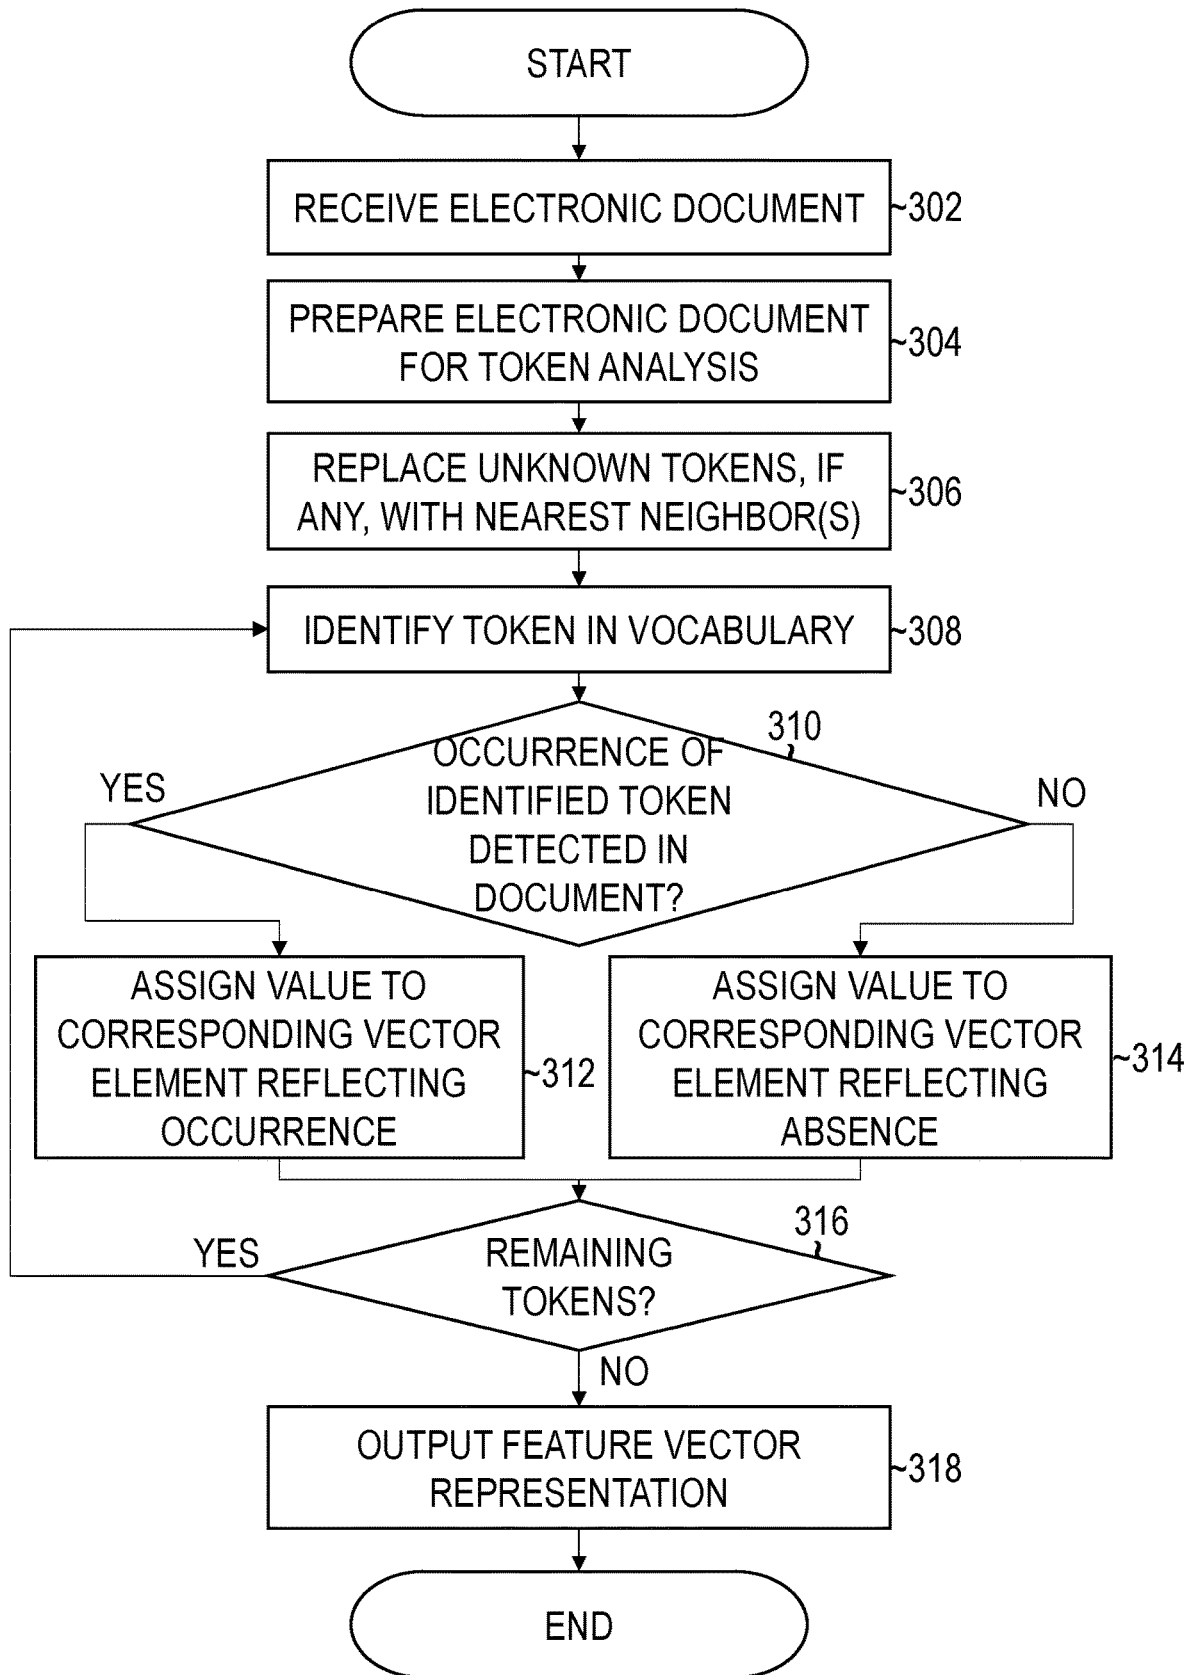 START
RECEIVE ELECTRONIC DOCUMENT
~302
PREPARE ELECTRONIC DOCUMENT
FOR TOKEN ANALYSIS
~304
REPLACE UNKNOWN TOKENS, IF
ANY, WITH NEAREST NEIGHBOR(S)
~306
IDENTIFY TOKEN IN VOCABULARY
~308
310
OCCURRENCE OF
IDENTIFIED TOKEN
DETECTED IN
DOCUMENT?
YES
NO
ASSIGN VALUE TO
CORRESPONDING VECTOR
ELEMENT REFLECTING
OCCURRENCE
~312
ASSIGN VALUE TO
CORRESPONDING VECTOR
ELEMENT REFLECTING
ABSENCE
~314
316
YES
REMAINING
TOKENS?
NO
OUTPUT FEATURE VECTOR
REPRESENTATION
~318
END